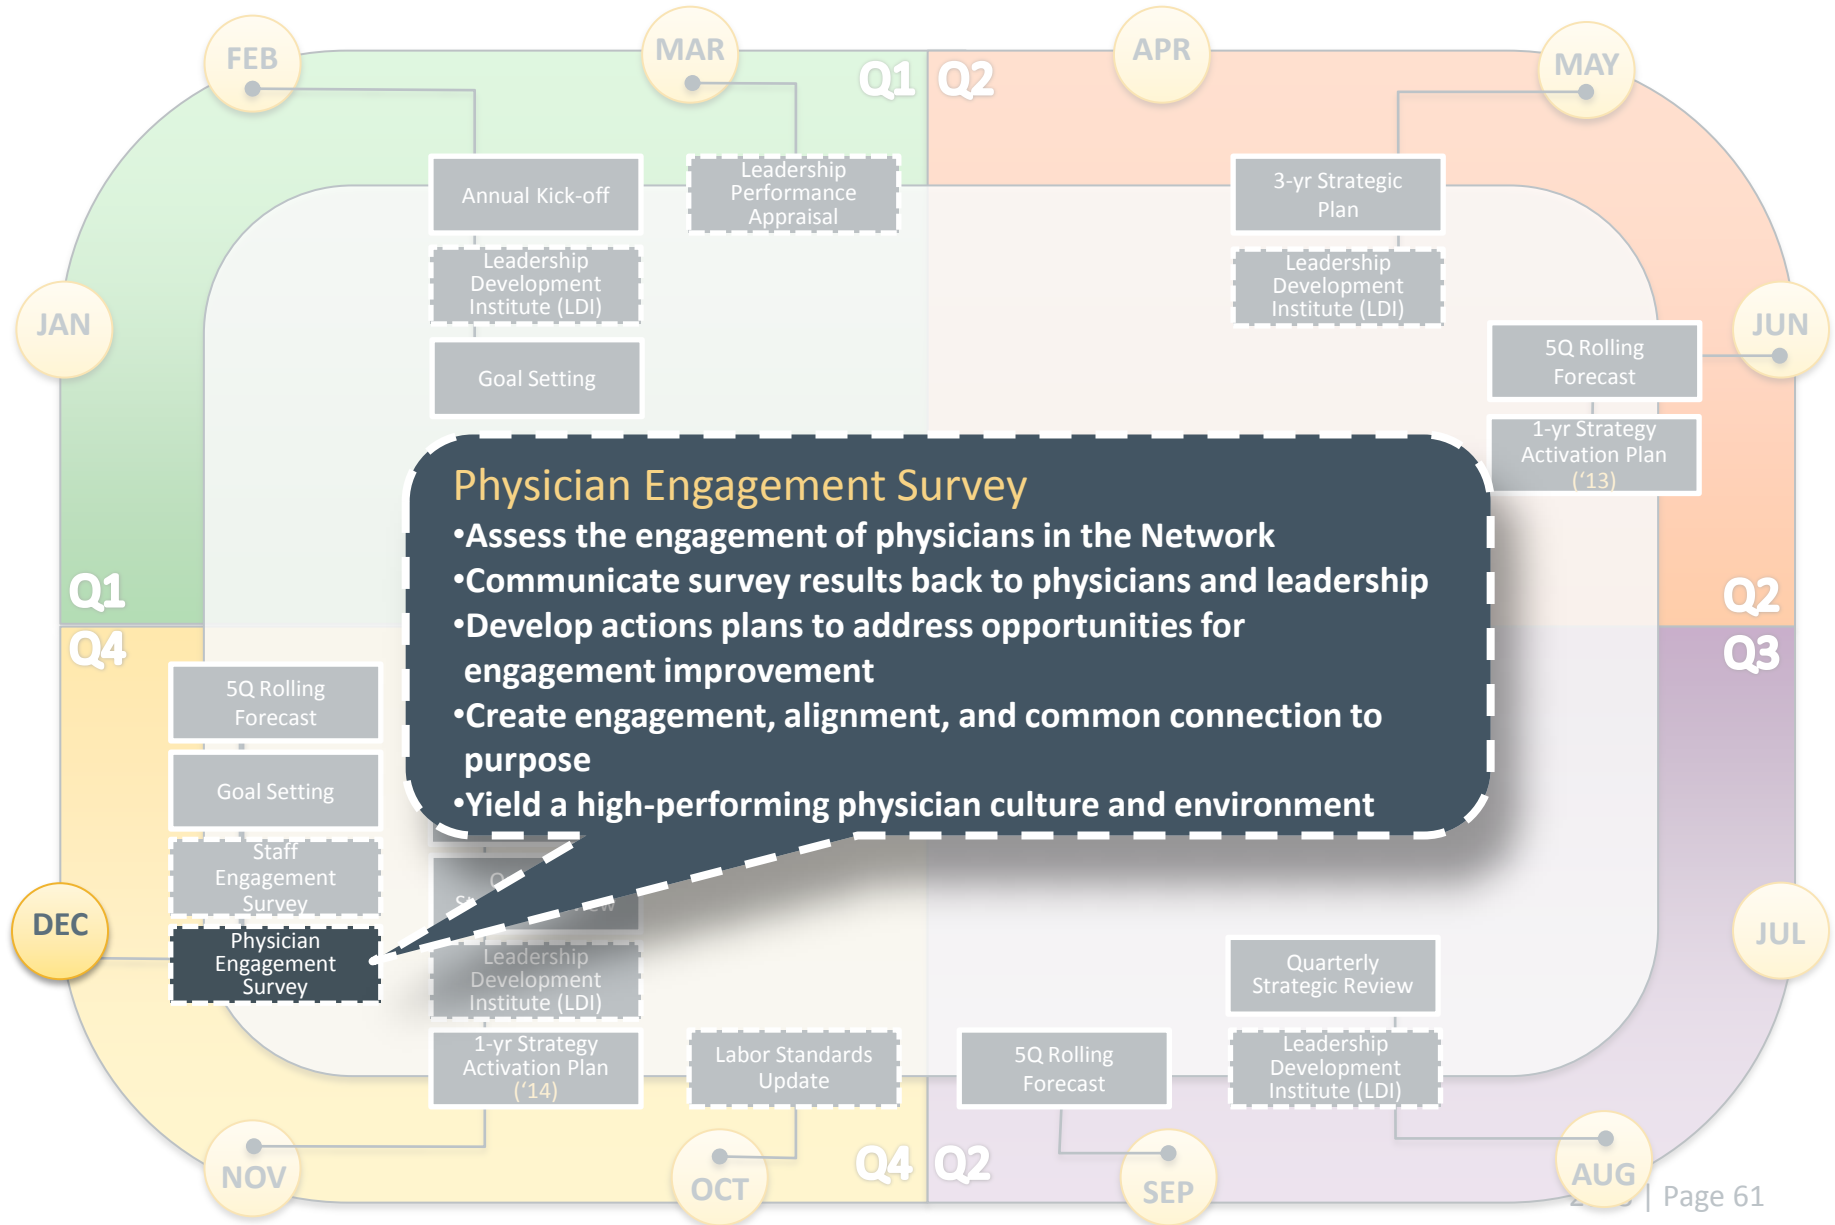 FEB
MAR
Q1
Q2
APR
MAY
Annual Kick-off
Leadership
Performance
Appraisal
3-yr Strategic
Plan
Leadership
Development
Institute (LDI)
Leadership
Development
Institute (LDI)
JAN
JUN
Goal Setting
5Q Rolling
Forecast
1-yr Strategy
Activation Plan
(‘13)
Physician Engagement Survey
•Assess the engagement of physicians in the Network
•Communicate survey results back to physicians and leadership
•Develop actions plans to address opportunities for
engagement improvement
•Create engagement, alignment, and common connection to
purpose
•Yield a high-performing physician culture and environment
Q1
Q2
Q4
Q3
5Q Rolling
Forecast
Goal Setting
Staff
Engagement
Survey
DEC
Physician
Engagement
Survey
Leadership
Development
Institute (LDI)
Quarterly
Strategic Review
JUL
1-yr Strategy
Activation Plan
(‘14)
Labor Standards
Update
5Q Rolling
Forecast
Leadership
Development
Institute (LDI)
NOV
OCT
Q4
Q2
SEP
AUG
| Page 61